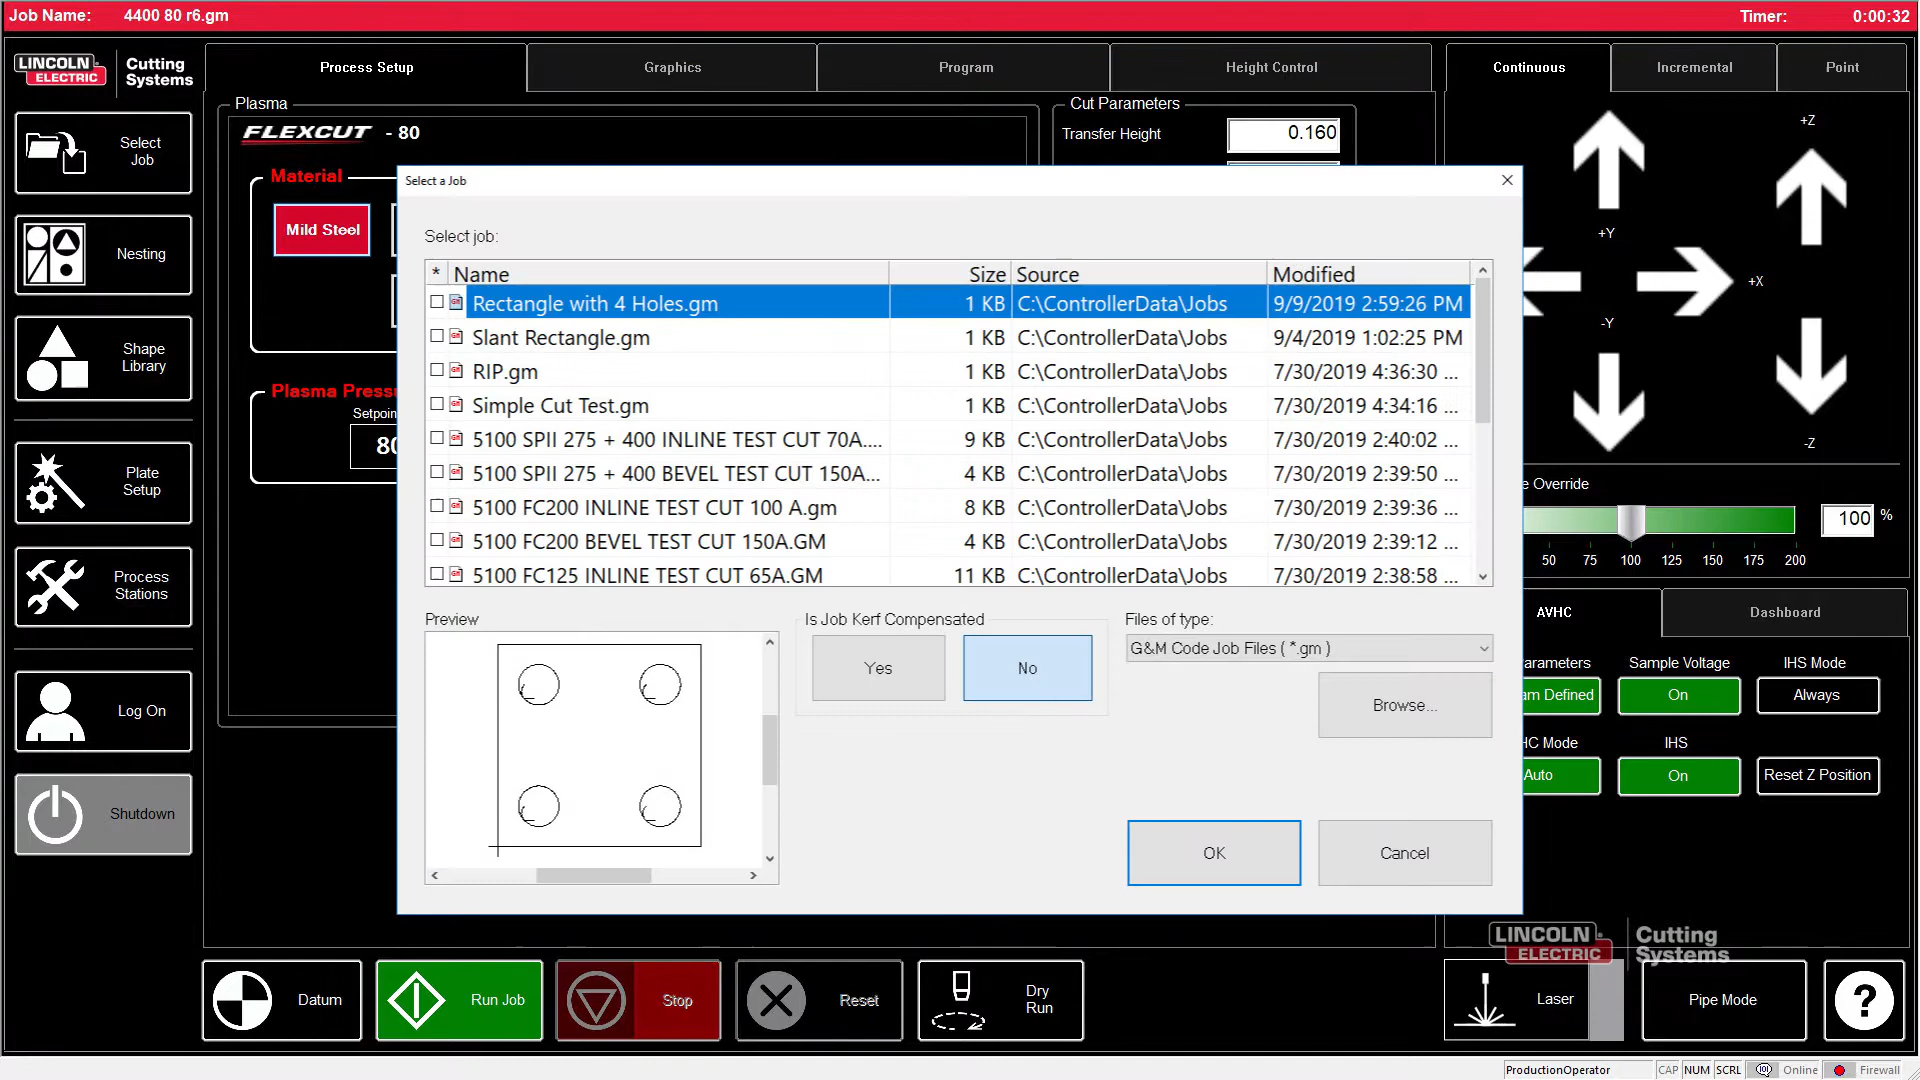 Job Name: 4400 80 r6.gm Timer: 0:00:32
LINCOLN ELECTRIC Cutting Systems
Process Setup Graphics Program Height Control Continuous Incremental Point
Select Job
Nesting
Shape Library
Plate Setup
Process Stations
Log On
Shutdown
Plasma
FLEXCUT - 80
Cut Parameters
Transfer Height 0.160
Material
Mild Steel
Select a Job
Select job:
* Name Size Source Modified
Rectangle with 4 Holes.gm 1 KB C:\ControllerData\Jobs 9/9/2019 2:59:26 PM
Slant Rectangle.gm 1 KB C:\ControllerData\Jobs 9/4/2019 1:02:25 PM
RIP.gm 1 KB C:\ControllerData\Jobs 7/30/2019 4:36:30 ...
Simple Cut Test.gm 1 KB C:\ControllerData\Jobs 7/30/2019 4:34:16 ...
5100 SPII 275 + 400 INLINE TEST CUT 70A.... 9 KB C:\ControllerData\Jobs 7/30/2019 2:40:02 ...
5100 SPII 275 + 400 BEVEL TEST CUT 150A... 4 KB C:\ControllerData\Jobs 7/30/2019 2:39:50 ...
5100 FC200 INLINE TEST CUT 100 A.gm 8 KB C:\ControllerData\Jobs 7/30/2019 2:39:36 ...
5100 FC200 BEVEL TEST CUT 150A.GM 4 KB C:\ControllerData\Jobs 7/30/2019 2:39:12 ...
5100 FC125 INLINE TEST CUT 65A.GM 11 KB C:\ControllerData\Jobs 7/30/2019 2:38:58 ...
Preview
Is Job Kerf Compensated
Yes No
Files of type:
G&M Code Job Files ( *.gm )
Browse...
OK Cancel
Plasma Pressu
Setpoin
80
+Z
+Y
+X
-Y
-Z
e Override
100 %
50 75 100 125 150 175 200
AVHC Dashboard
arameters Sample Voltage IHS Mode
am Defined On Always
HC Mode IHS
Auto On Reset Z Position
LINCOLN ELECTRIC Cutting Systems
Datum Run Job Stop Reset Dry Run Laser Pipe Mode ?
ProductionOperator CAP NUM SCRL Online Firewall